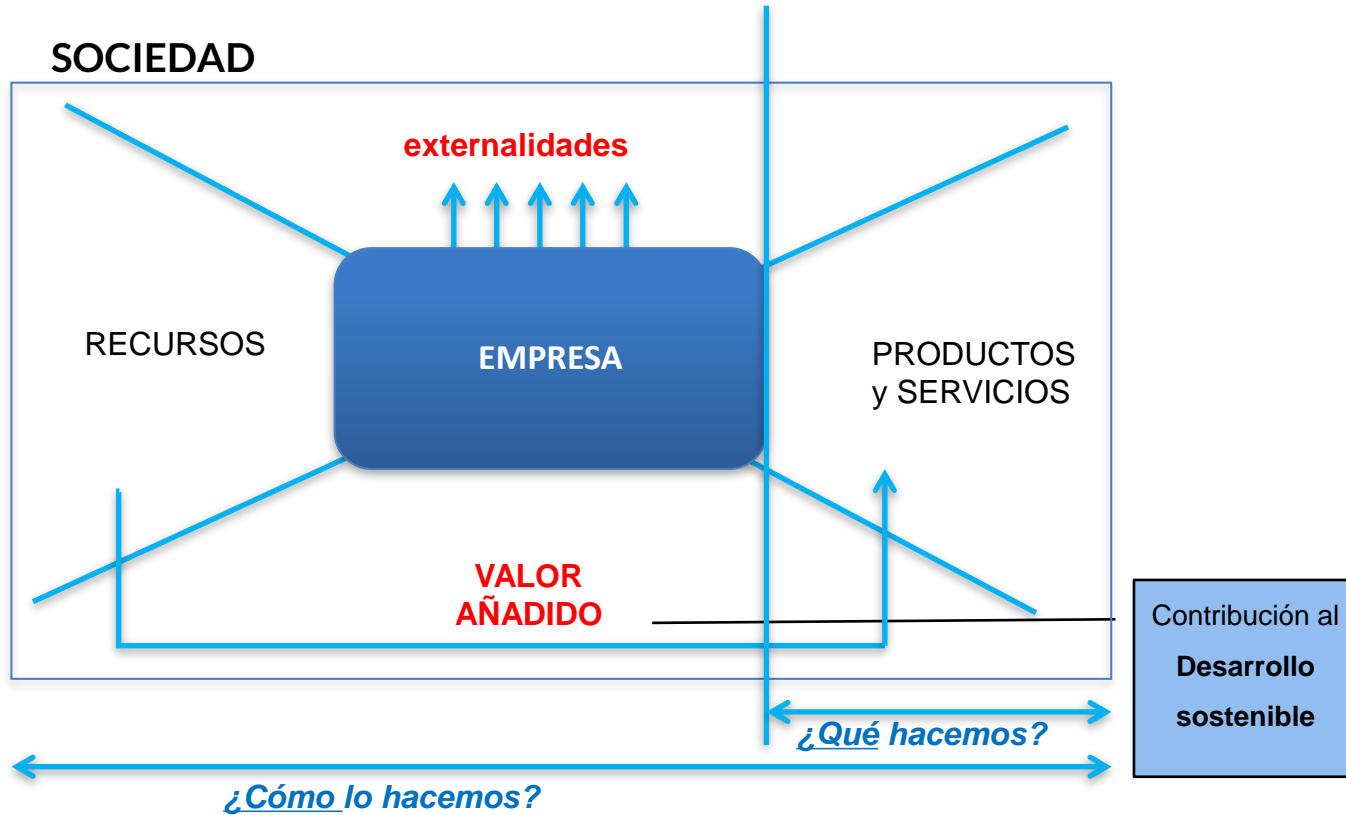 SOCIEDAD
externalidades
RECURSOS
EMPRESA
PRODUCTOS
y SERVICIOS
VALOR
AÑADIDO
Contribución al
Desarrollo
sostenible
¿Qué hacemos?
¿Cómo lo hacemos?